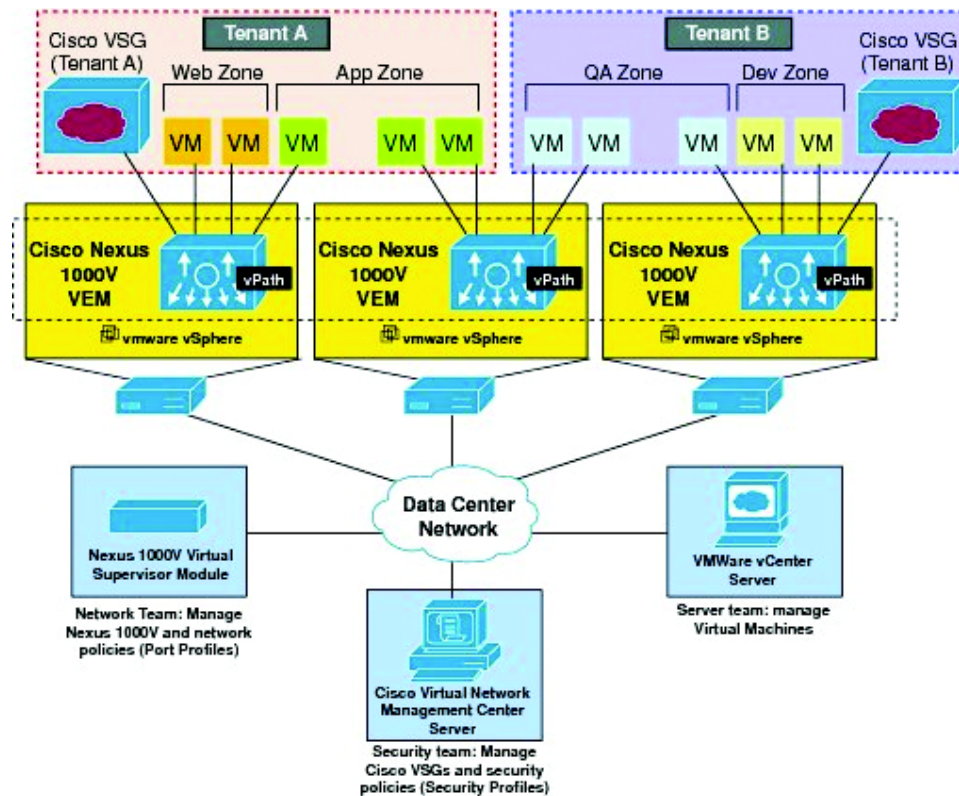 Tenant A
Tenant B
Cisco VSG
(Tenant A)
Web Zone
App Zone
QA Zone
Dev Zone
Cisco VSG
(Tenant B)
VM
VM
VM
VM
VM
VM
VM
VM
VM
VM
Cisco Nexus
1000V
VEM
vPath
vmware vSphere
Cisco Nexus
1000V
VEM
vPath
vmware vSphere
Cisco Nexus
1000V
VEM
vPath
vmware vSphere
Data Center
Network
Nexus 1000V Virtual
Supervisor Module
Network Team: Manage
Nexus 1000V and network
policies (Port Profiles)
VMWare vCenter
Server
Server team: manage
Virtual Machines
Cisco Virtual Network
Management Center
Server
Security team: Manage
Cisco VSGs and security
policies (Security Profiles)